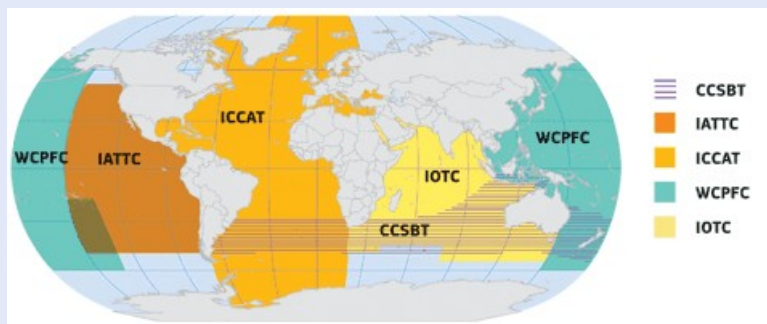 ICCAT
WCPFC
IATTC
WCPFC
IOTC
CCSBT
CCSBT
IATTC
ICCAT
WCPFC
IOTC